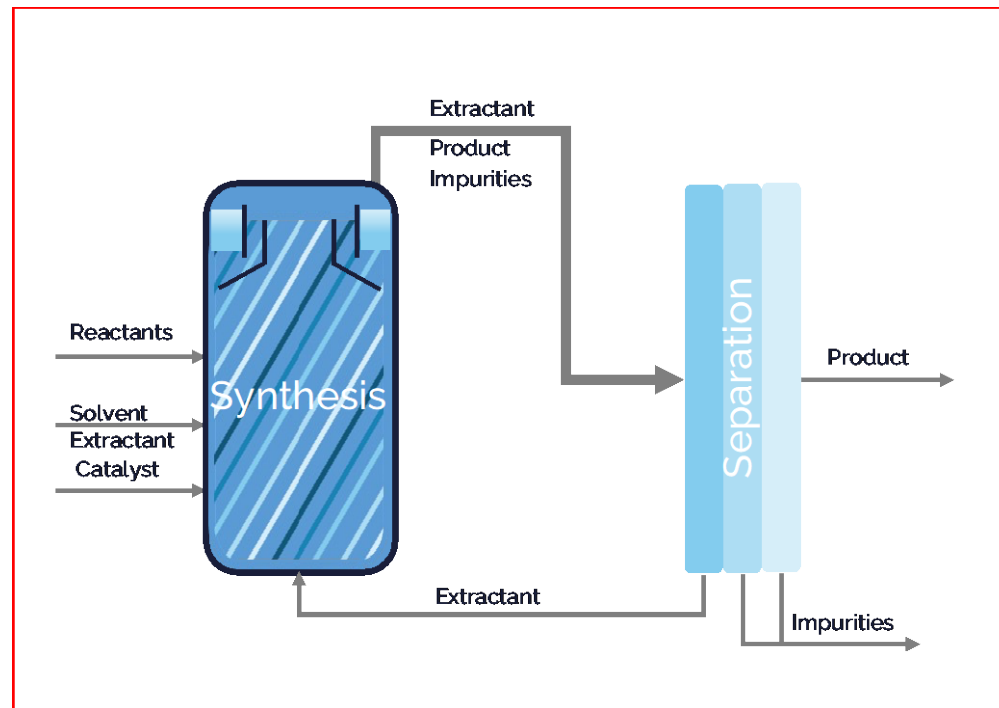 Extractant
Product
Impurities
Reactants
Synthesis
Separation
Product
Solvent
Extractant
Catalyst
Extractant
Impurities